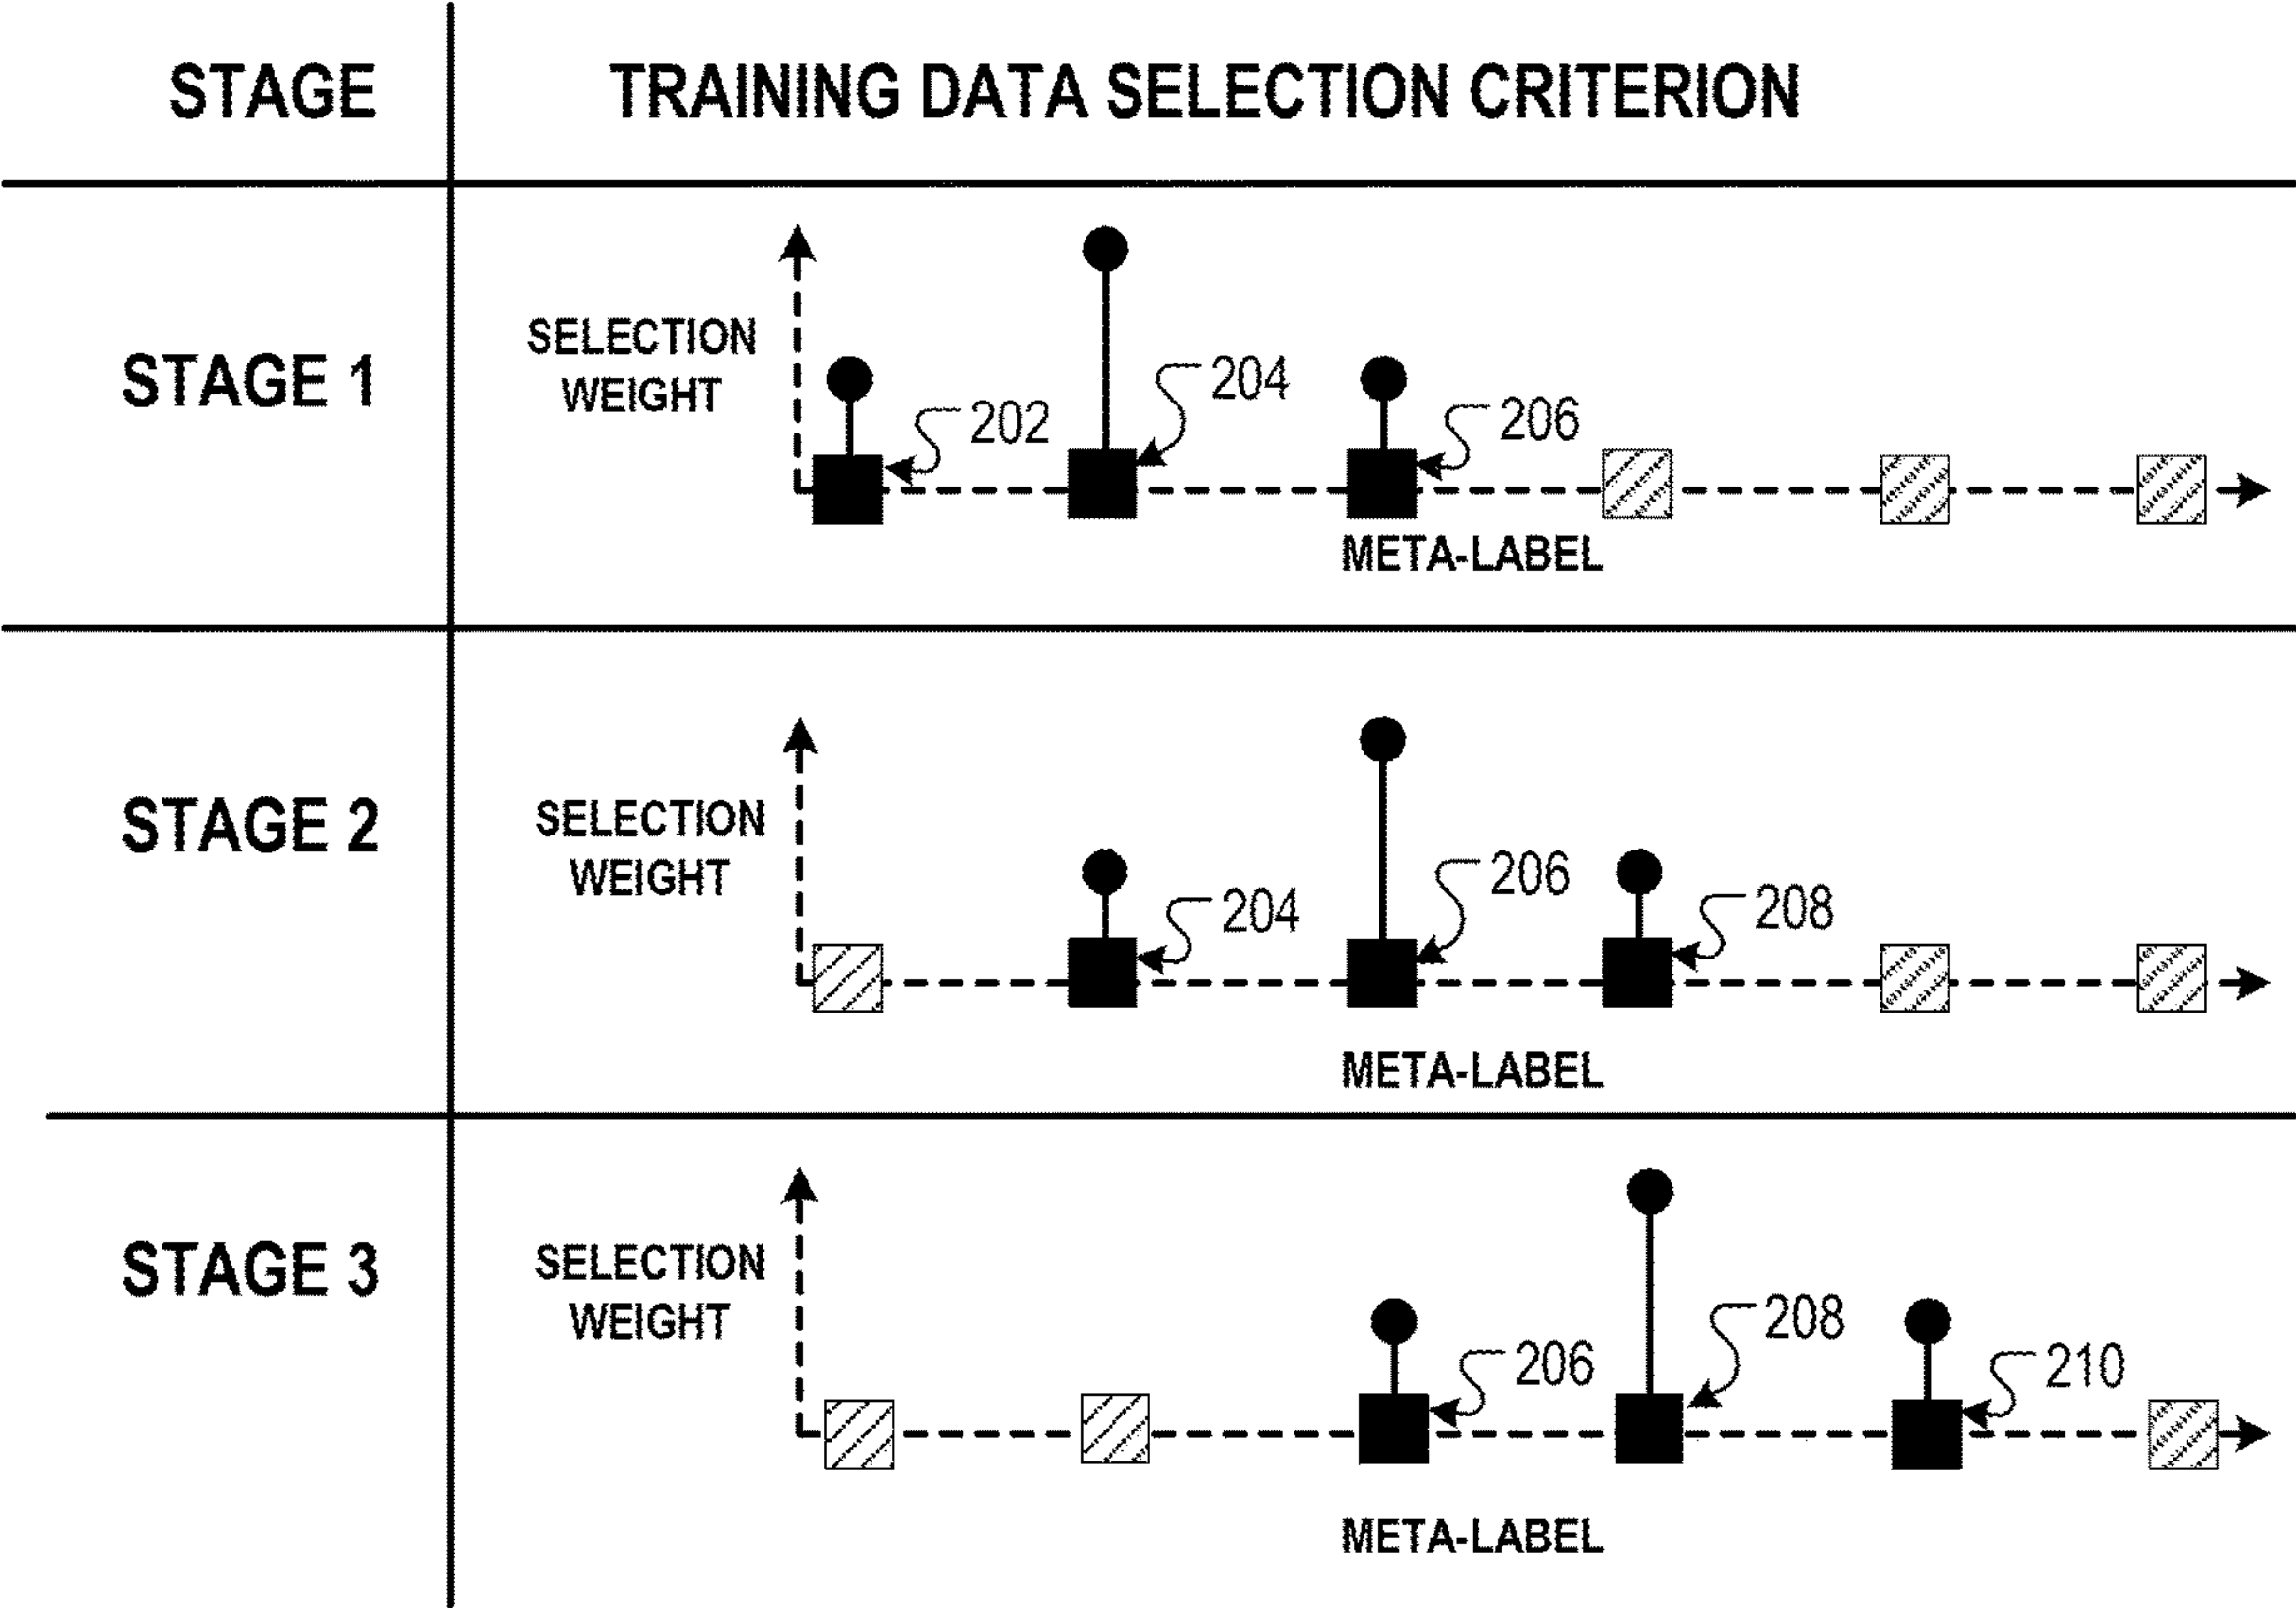 STAGE
TRAINING DATA SELECTION CRITERION
STAGE 1
SELECTION
WEIGHT
202
204
206
META-LABEL
STAGE 2
SELECTION
WEIGHT
204
206
208
META-LABEL
STAGE 3
SELECTION
WEIGHT
206
208
210
META-LABEL